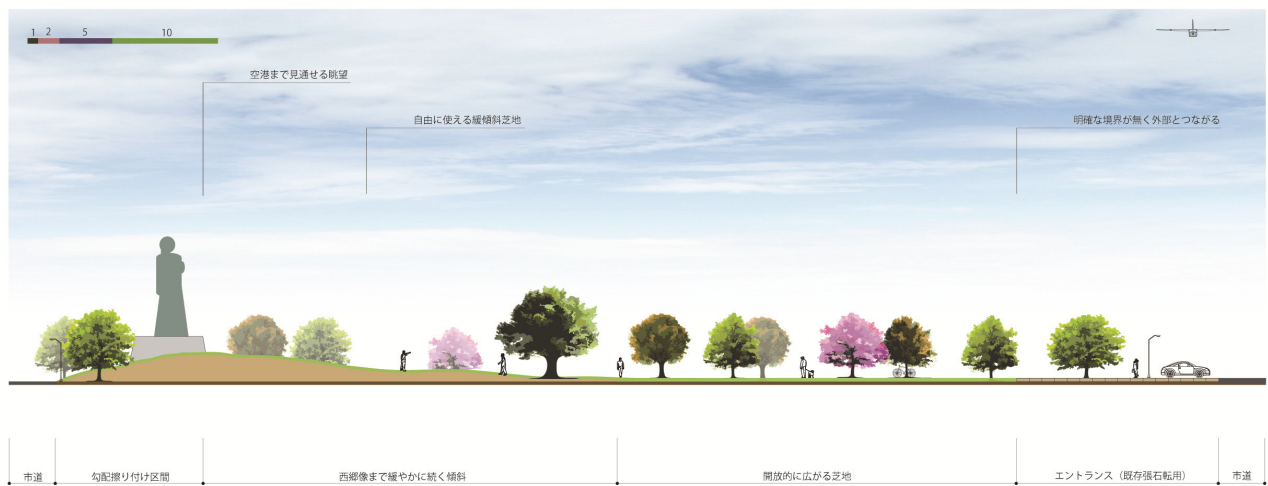 1 2 5 10
空港まで見通せる眺望
自由に使える緩傾斜芝地
明確な境界が無く外部とつながる
市道
勾配擦り付け区間
西郷像まで緩やかに続く傾斜
開放的に広がる芝地
エントランス（既存張石転用）
市道